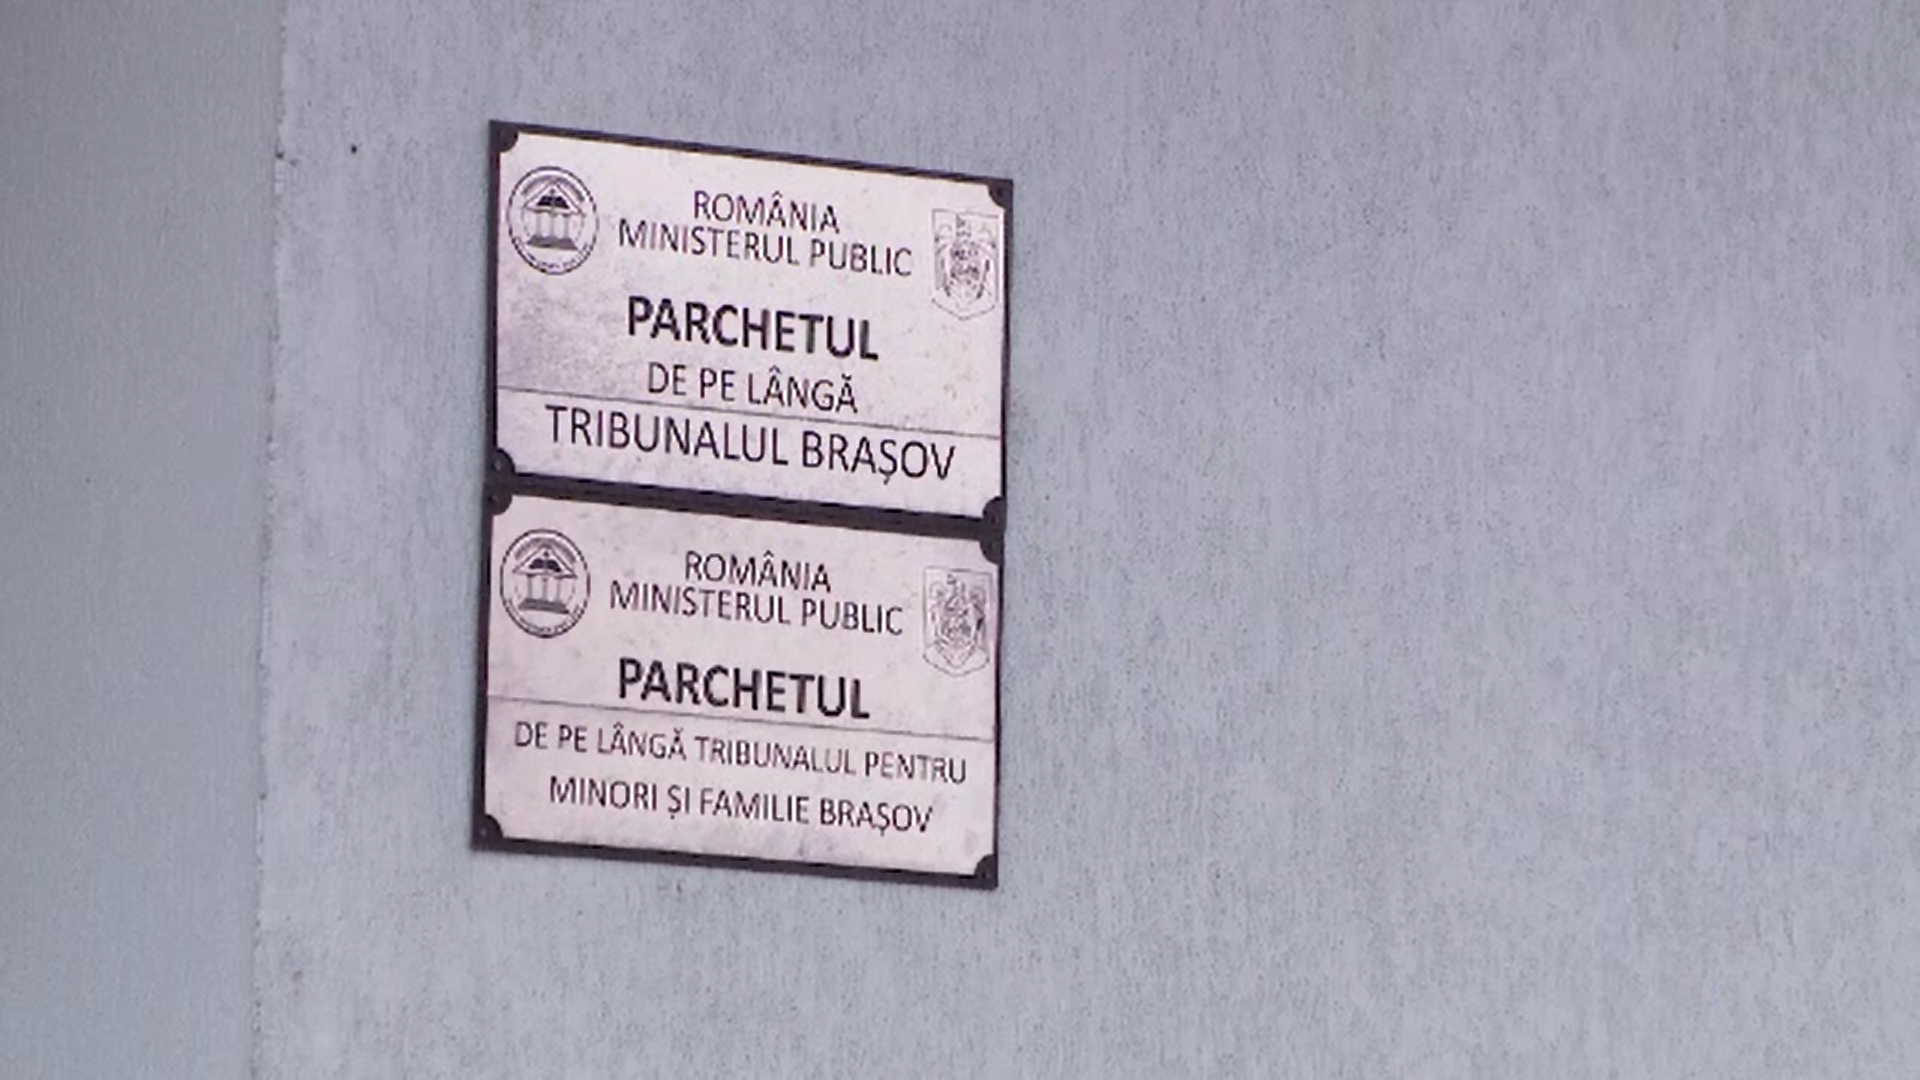 ROMÂNIA
MINISTERUL PUBLIC
PARCHETUL
DE PE LÂNGĂ
TRIBUNALUL BRAȘOV
ROMÂNIA
MINISTERUL PUBLIC
PARCHETUL
DE PE LÂNGĂ TRIBUNALUL PENTRU
MINORI ȘI FAMILIE BRAȘOV